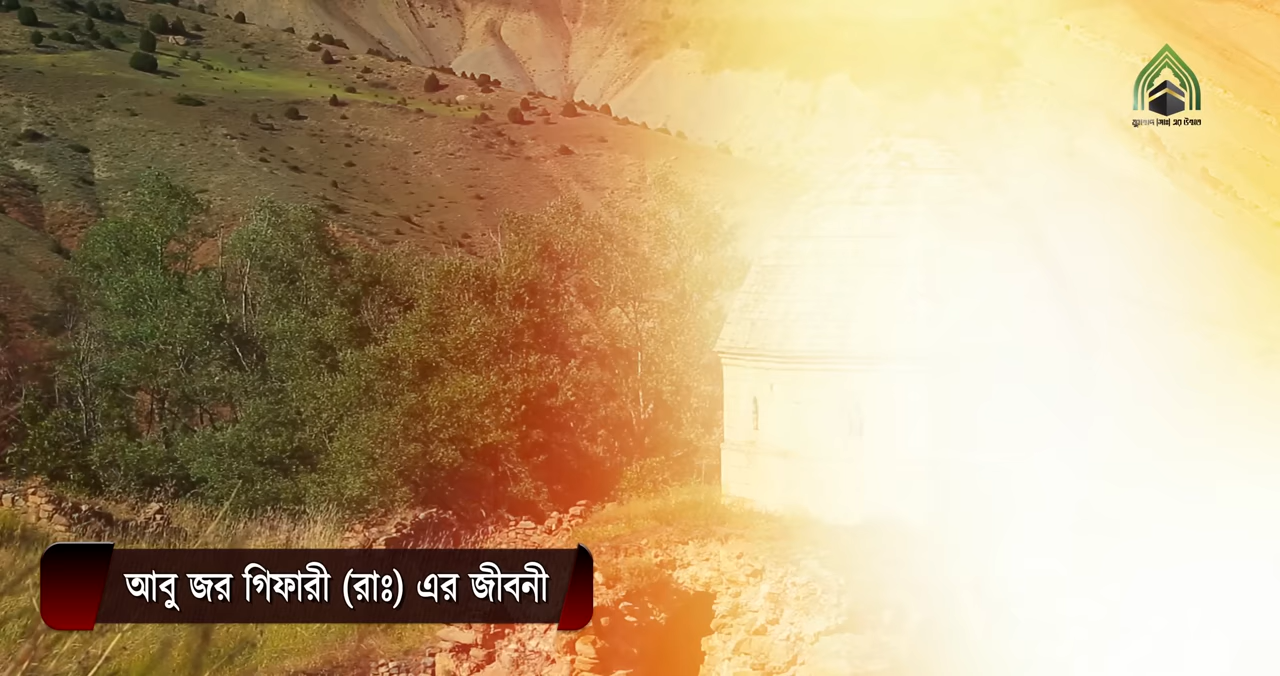 আবু জর গিফারী (রাঃ) এর জীবনী